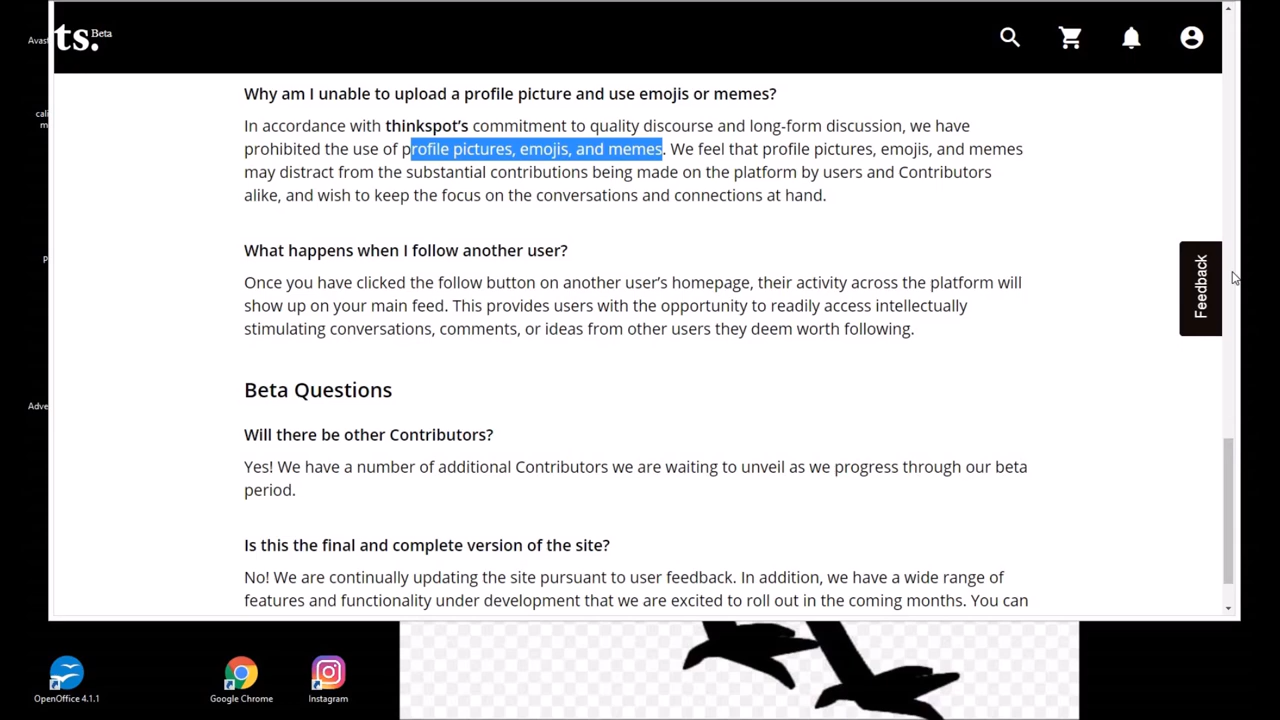 ts. Beta
Avast
cali
m
p
Adve
Why am I unable to upload a profile picture and use emojis or memes?
In accordance with thinkspot’s commitment to quality discourse and long-form discussion, we have
prohibited the use of profile pictures, emojis, and memes. We feel that profile pictures, emojis, and memes
may distract from the substantial contributions being made on the platform by users and Contributors
alike, and wish to keep the focus on the conversations and connections at hand.
What happens when I follow another user?
Once you have clicked the follow button on another user’s homepage, their activity across the platform will
show up on your main feed. This provides users with the opportunity to readily access intellectually
stimulating conversations, comments, or ideas from other users they deem worth following.
Feedback
Beta Questions
Will there be other Contributors?
Yes! We have a number of additional Contributors we are waiting to unveil as we progress through our beta
period.
Is this the final and complete version of the site?
No! We are continually updating the site pursuant to user feedback. In addition, we have a wide range of
features and functionality under development that we are excited to roll out in the coming months. You can
OpenOffice 4.1.1
Google Chrome
Instagram